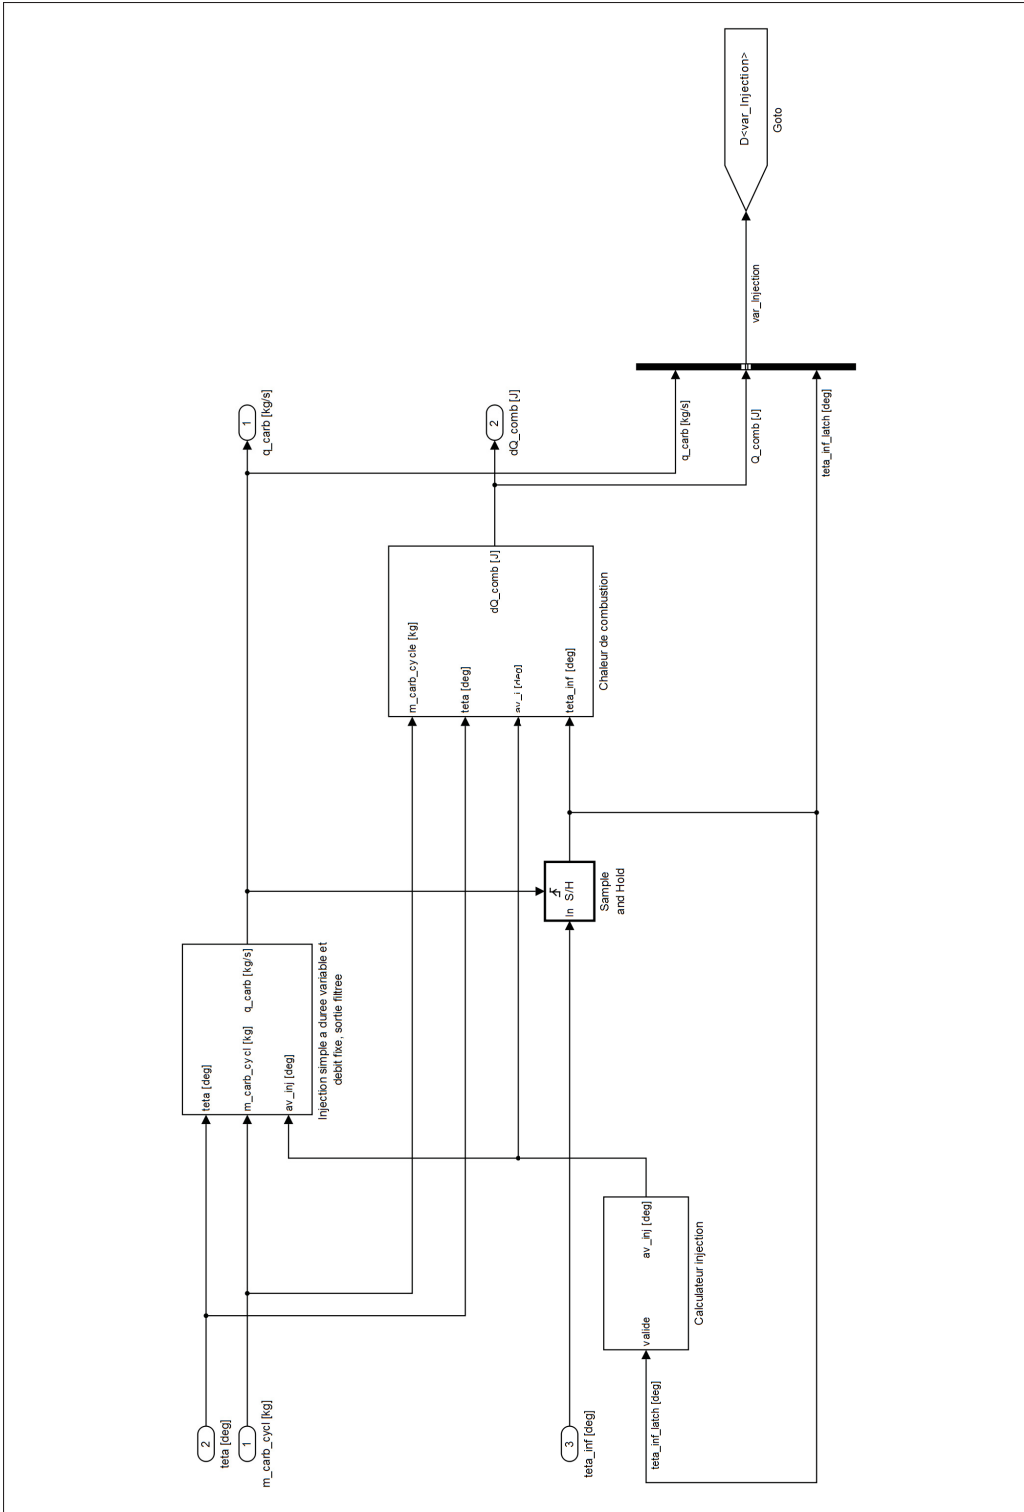 2
teta [deg]
1
m_carb_cycl [kg]
3
teta_inf [deg]
teta_inf_latch [deg]
valide
av_inj [deg]
Calculateur injection
teta [deg]
m_carb_cycl [kg]
av_inj [deg]
q_carb [kg/s]
Injection simple a duree variable et
debit fixe, sortie filtree
In S/H
Sample
and Hold
m_carb_cycle [kg]
teta [deg]
av_i [deg]
teta_inf [deg]
dQ_comb [J]
Chaleur de combustion
1
q_carb [kg/s]
2
dQ_comb [J]
q_carb [kg/s]
Q_comb [J]
teta_inf_latch [deg]
var_Injection
D<var_Injection>
Goto